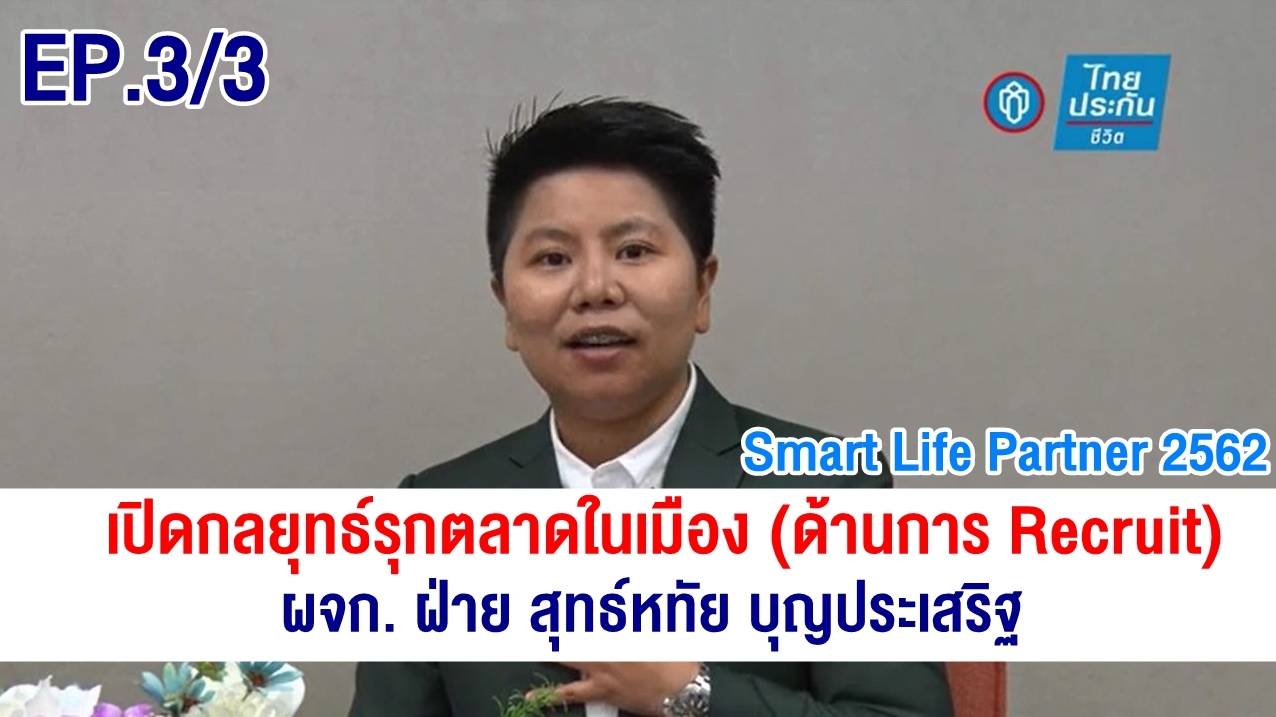 EP.3/3
ไทย
ประกัน
ชีวิต
Smart Life Partner 2562
เปิดกลยุทธ์รุกตลาดในเมือง (ด้านการ Recruit)
ผจก. ฝ่าย สุทธ์หทัย บุญประเสริฐ